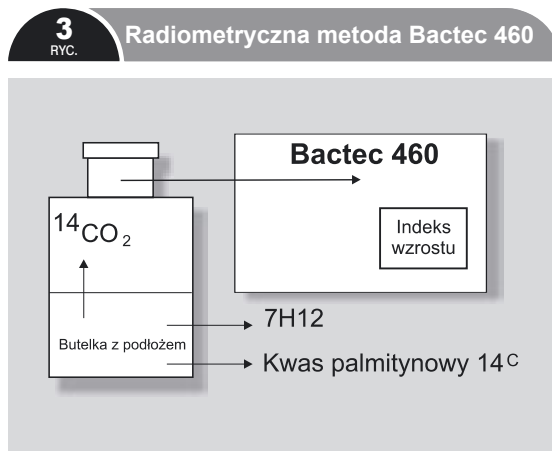 3
RYC.
Radiometryczna metoda Bactec 460
Bactec 460
14CO2
Indeks
wzrostu
7H12
Butelka z podłożem
Kwas palmitynowy 14C